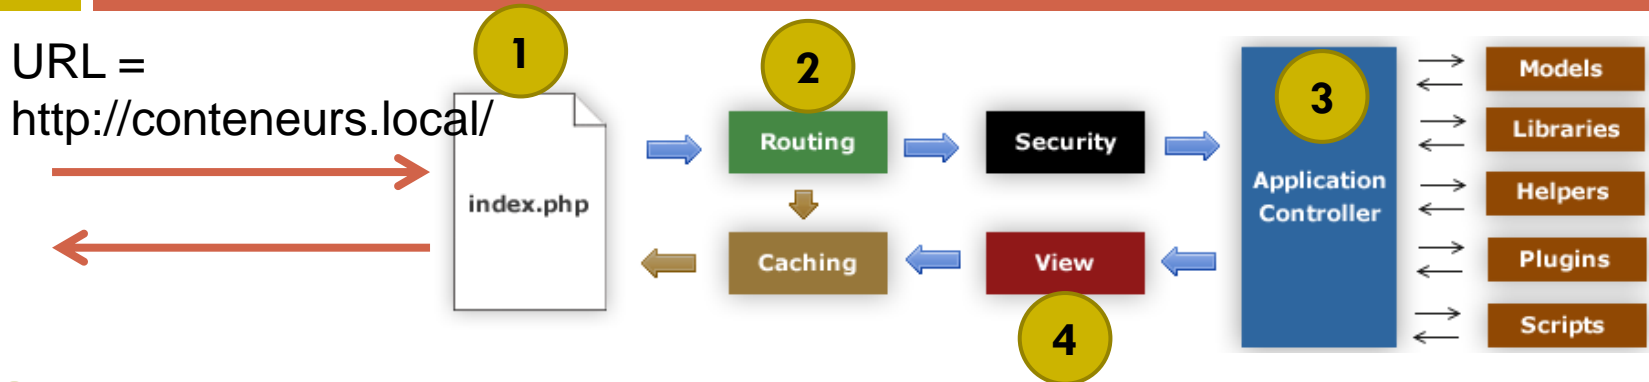 URL =
http://conteneurs.local/
1
index.php
2
Routing
Security
Caching
View
4
3
Application
Controller
Models
Libraries
Helpers
Plugins
Scripts